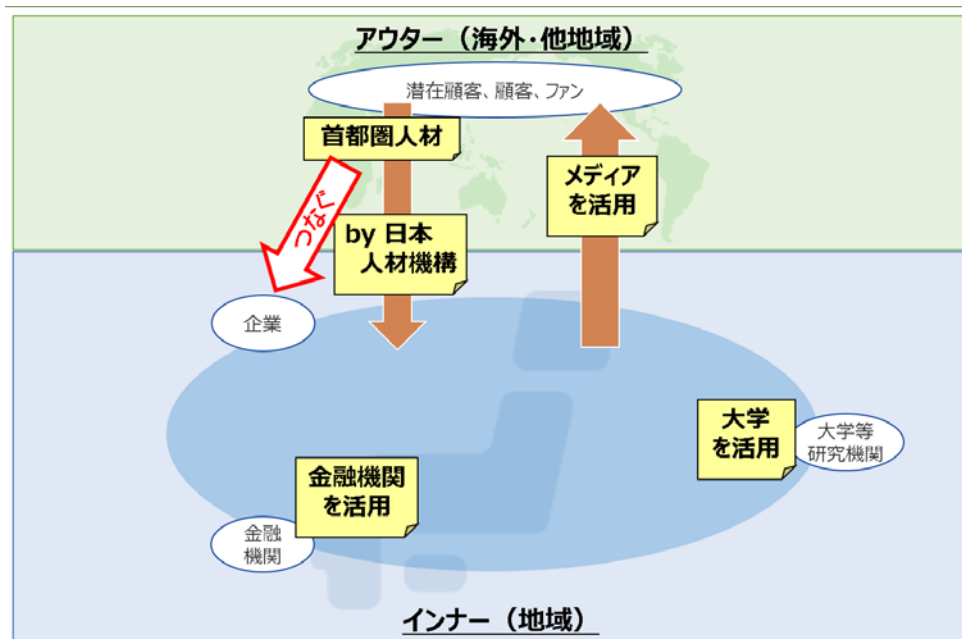 アウター（海外・他地域）
潜在顧客、顧客、ファン
首都圏人材
つなぐ
by 日本
人材機構
メディア
を活用
企業
大学
を活用
大学等
研究機関
金融機関
を活用
金融
機関
インナー（地域）